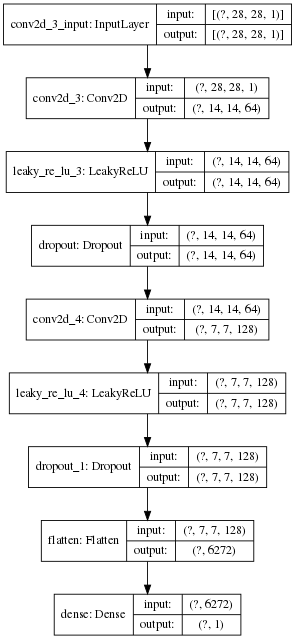 conv2d_3_input: InputLayer input: [(?, 28, 28, 1)]
output: [(?, 28, 28, 1)]
conv2d_3: Conv2D input: (?, 28, 28, 1)
output: (?, 14, 14, 64)
leaky_re_lu_3: LeakyReLU input: (?, 14, 14, 64)
output: (?, 14, 14, 64)
dropout: Dropout input: (?, 14, 14, 64)
output: (?, 14, 14, 64)
conv2d_4: Conv2D input: (?, 14, 14, 64)
output: (?, 7, 7, 128)
leaky_re_lu_4: LeakyReLU input: (?, 7, 7, 128)
output: (?, 7, 7, 128)
dropout_1: Dropout input: (?, 7, 7, 128)
output: (?, 7, 7, 128)
flatten: Flatten input: (?, 7, 7, 128)
output: (?, 6272)
dense: Dense input: (?, 6272)
output: (?, 1)